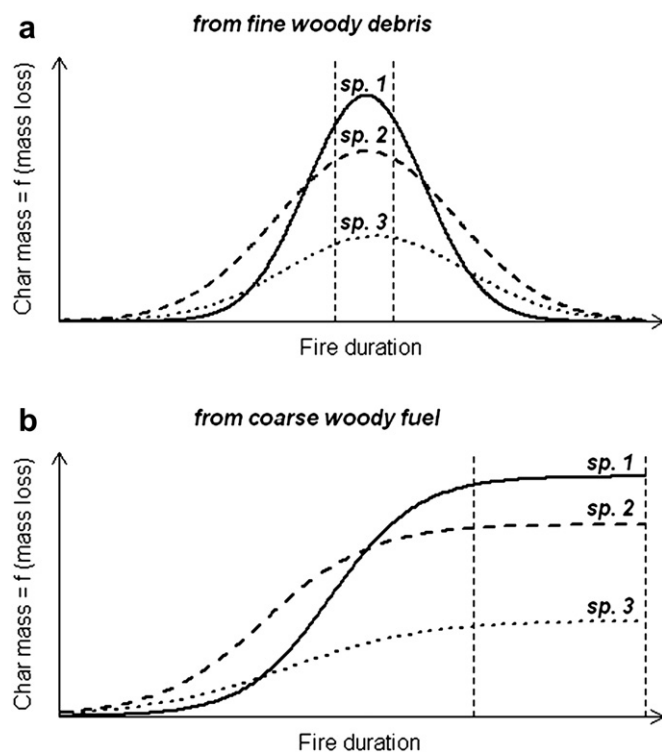 a
from fine woody debris
sp. 1
sp. 2
sp. 3
Char mass = f (mass loss)
Fire duration
b
from coarse woody fuel
sp. 1
sp. 2
sp. 3
Char mass = f (mass loss)
Fire duration